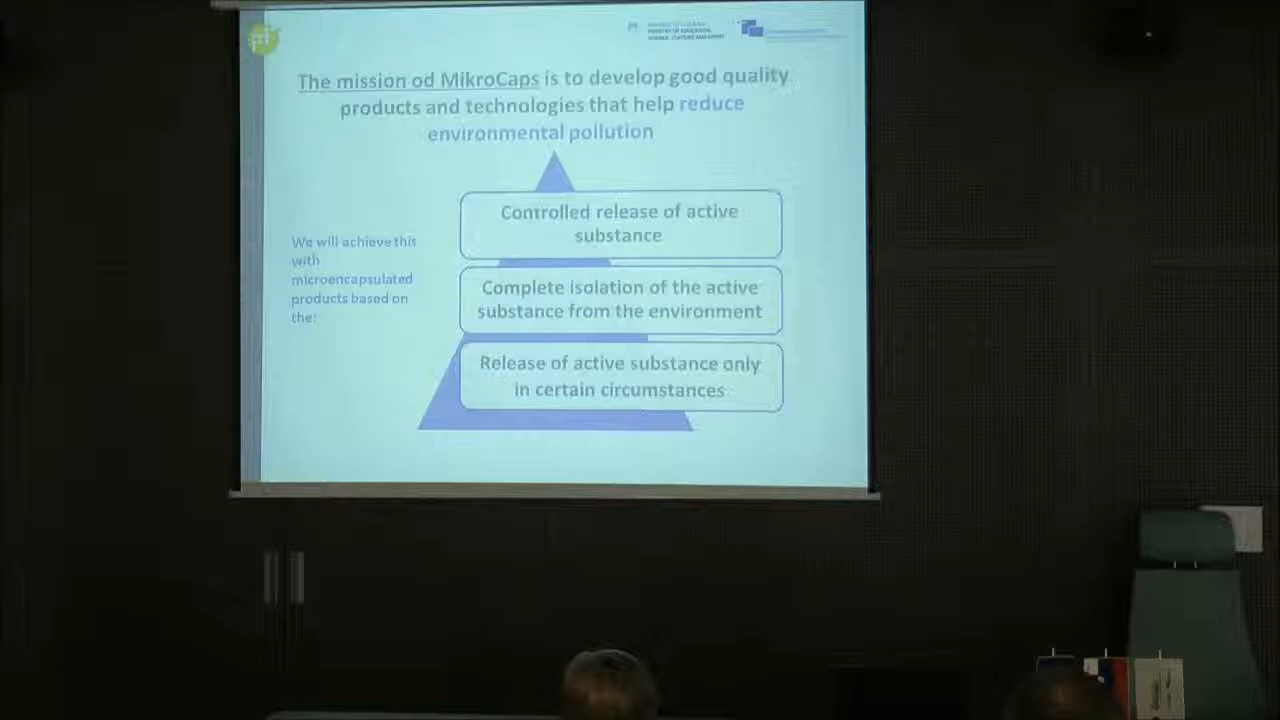 The mission od MikroCaps is to develop good quality
products and technologies that help reduce
environmental pollution
We will achieve this
with
microencapsulated
products based on
the:
Controlled release of active
substance
Complete isolation of the active
substance from the environment
Release of active substance only
in certain circumstances